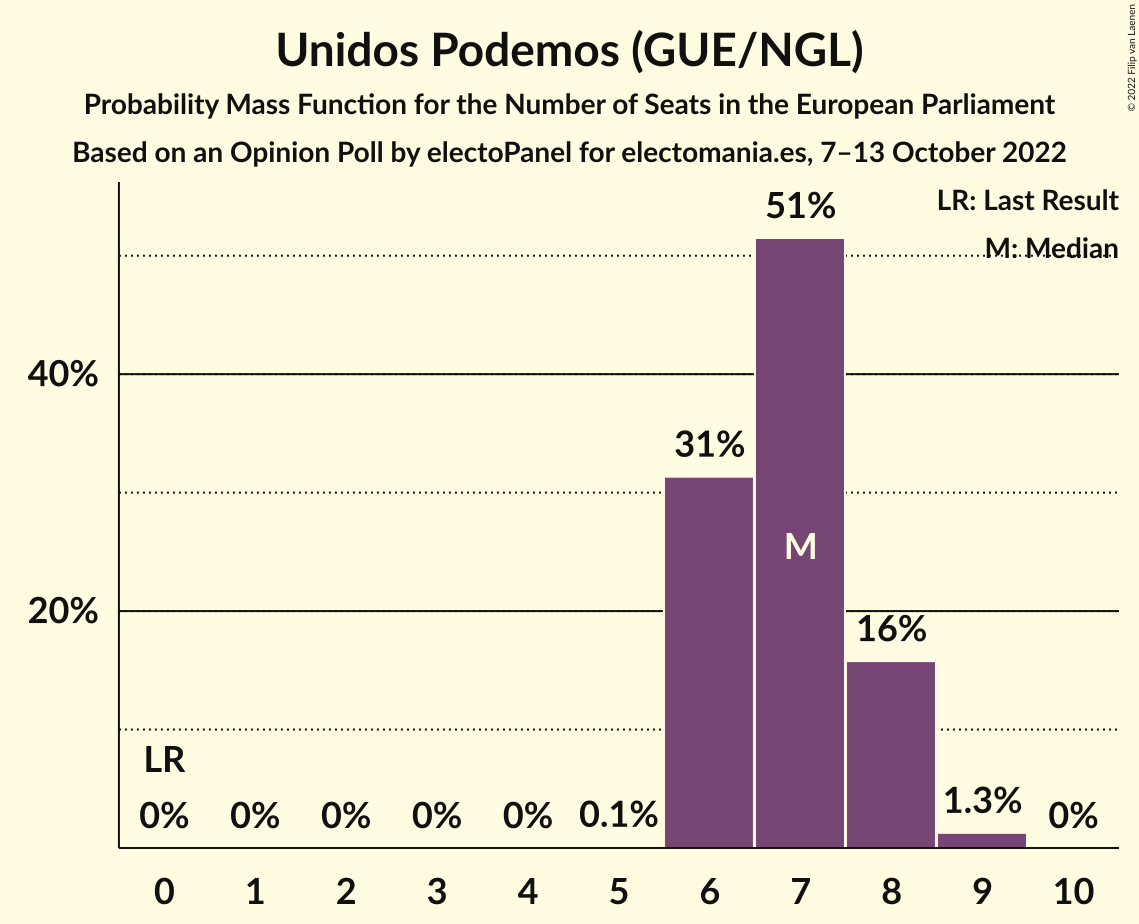 Unidos Podemos (GUE/NGL)
Probability Mass Function for the Number of Seats in the European Parliament
Based on an Opinion Poll by electoPanel for electomania.es, 7–13 October 2022
© 2022 Filip van Laenen
LR: Last Result
M: Median
51%
40%
31%
M
20%
16%
LR
0% 0% 0% 0% 0% 0.1% 1.3% 0%
0 1 2 3 4 5 6 7 8 9 10